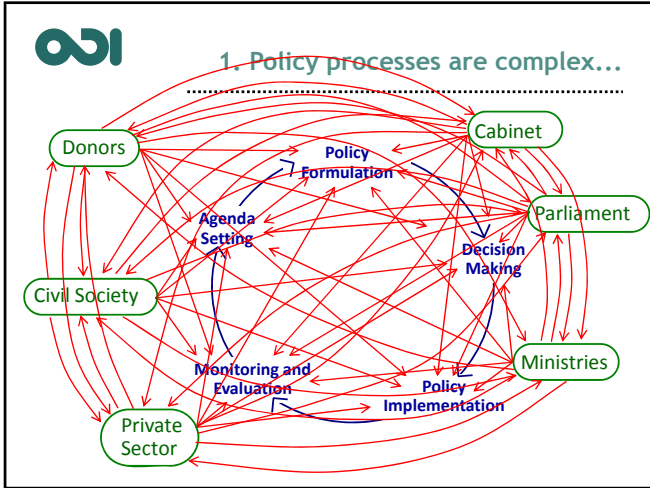 ODI
1. Policy processes are complex...
Donors
Cabinet
Policy
Formulation
Agenda
Setting
Parliament
Decision
Making
Civil Society
Monitoring and
Evaluation
Ministries
Policy
Implementation
Private
Sector